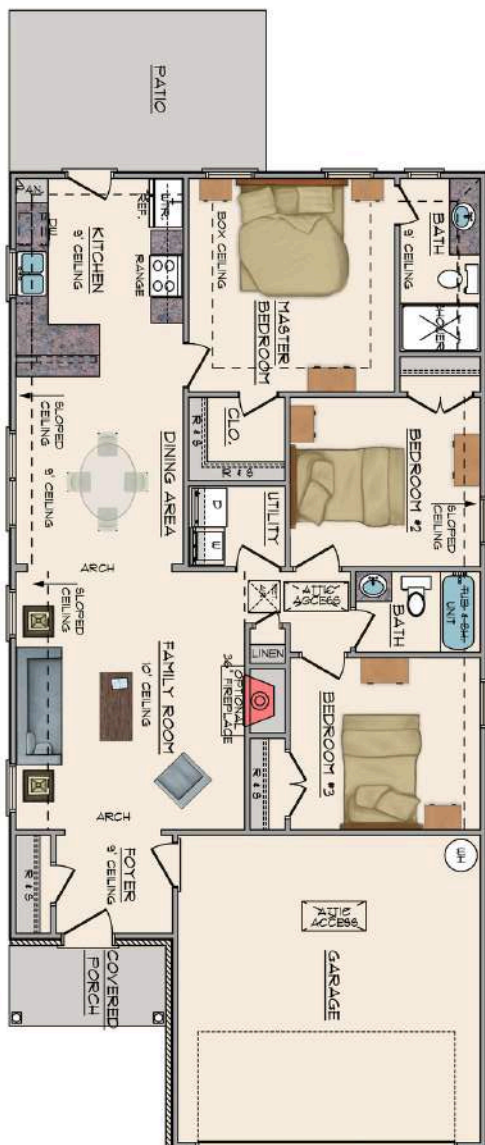 PATIO
PAN.
DW
KITCHEN
9' CEILING
REF.
RANGE
BOX CEILING
MASTER
BEDROOM
BATH
9' CEILING
SHOWER
SLOPED
CEILING
9' CEILING
DINING AREA
CLO.
R & S
R & S
BEDROOM #2
SLOPED
CEILING
UTILITY
D
W
ARCH
SLOPED
CEILING
ATTIC
ACCESS
BATH
TUB & SHR
UNIT
LINEN
FAMILY ROOM
10' CEILING
OPTIONAL
36" FIREPLACE
BEDROOM #3
R & S
ARCH
FOYER
9' CEILING
R & S
COVERED
PORCH
WH
ATTIC
ACCESS
GARAGE